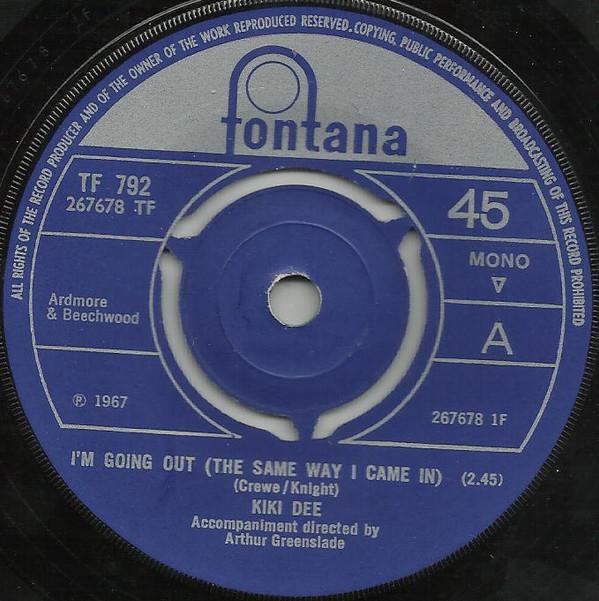 ALL RIGHTS OF THE RECORD PRODUCER AND OF THE OWNER OF THE WORK REPRODUCED RESERVED. COPYING, PUBLIC PERFORMANCE AND BROADCASTING OF THIS RECORD PROHIBITED
fontana
TF 792
267678 TF
45
MONO
▽
A
Ardmore
& Beechwood
℗ 1967
267678 1F
I'M GOING OUT (THE SAME WAY I CAME IN) (2.45)
(Crewe/Knight)
KIKI DEE
Accompaniment directed by
Arthur Greenslade